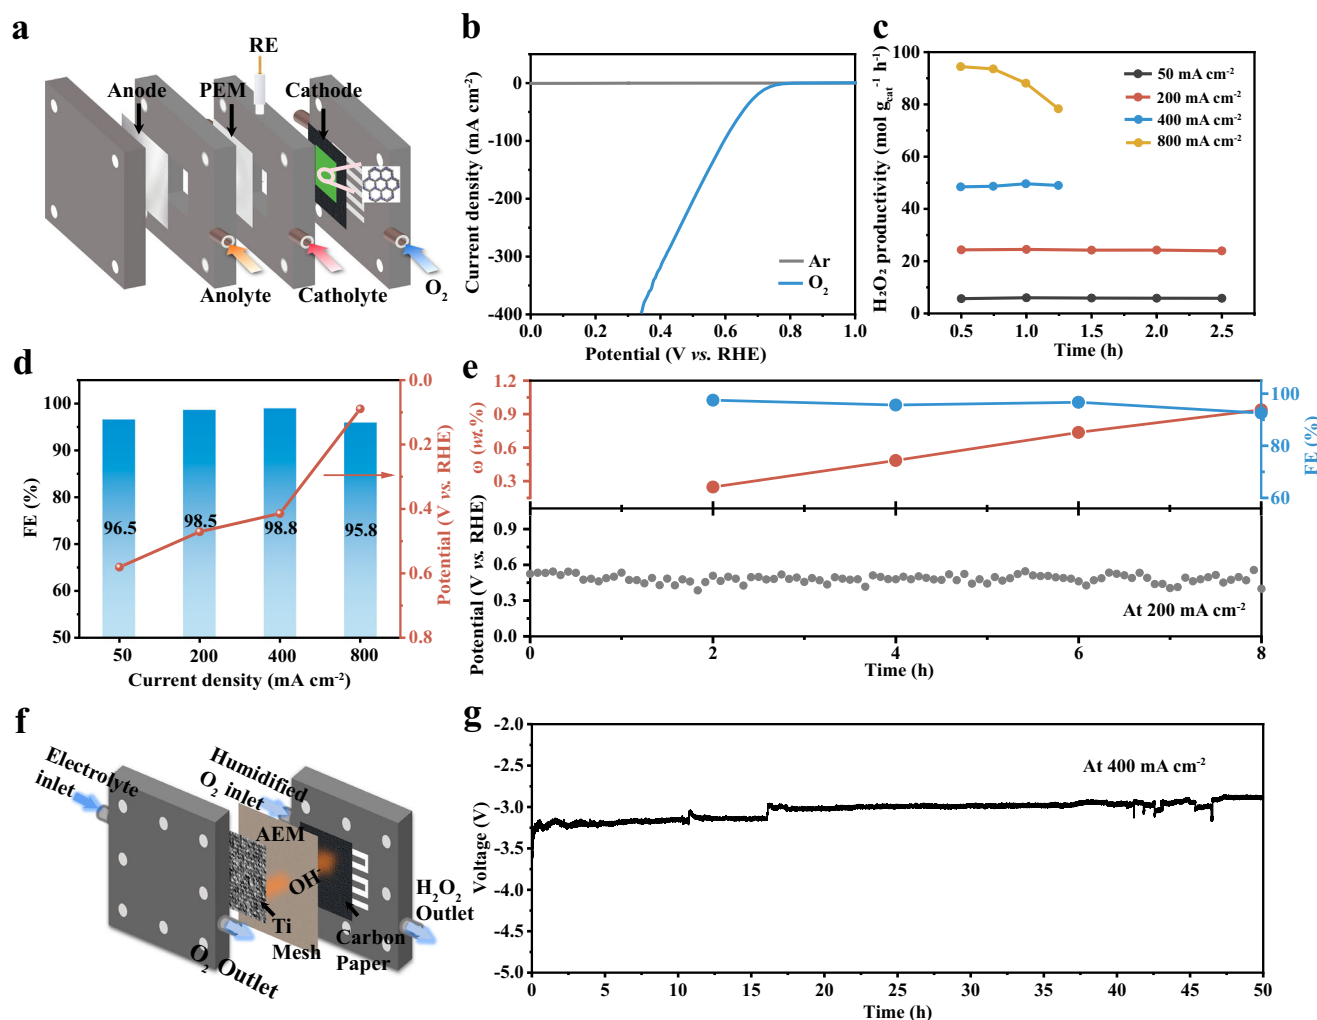 a
RE
Anode
PEM
Cathode
Anolyte
Catholyte
O₂
b
Current density (mA cm⁻²)
0
-100
-200
-300
-400
Ar
O₂
0.0 0.2 0.4 0.6 0.8 1.0
Potential (V vs. RHE)
c
H₂O₂ productivity (mol g_cat⁻¹ h⁻¹)
100
80
60
40
20
0
50 mA cm⁻²
200 mA cm⁻²
400 mA cm⁻²
800 mA cm⁻²
0.5 1.0 1.5 2.0 2.5
Time (h)
d
FE (%)
100
95
90
85
80
75
70
65
60
55
50
96.5
98.5
98.8
95.8
0.0
0.2
0.4
0.6
0.8
Potential (V vs. RHE)
50 200 400 800
Current density (mA cm⁻²)
e
ω (wt.%)
1.2
0.9
0.6
0.3
100
80
60
FE (%)
Potential (V vs. RHE)
0.9
0.6
0.3
0.0
At 200 mA cm⁻²
0 2 4 6 8
Time (h)
f
Electrolyte
inlet
Humidified
O₂ inlet
AEM
OH⁻
Ti
Mesh
Carbon
Paper
H₂O₂
Outlet
O₂ Outlet
g
Voltage (V)
-2.0
-2.5
-3.0
-3.5
-4.0
-4.5
-5.0
At 400 mA cm⁻²
0 5 10 15 20 25 30 35 40 45 50
Time (h)